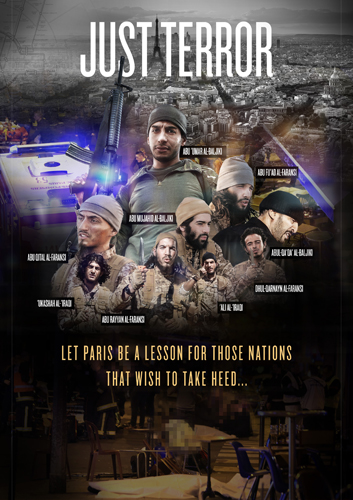 JUST TERROR
ABU 'UMAR AL-BALJIKI
ABU FU'AD AL-FARANSI
ABU MUJAHID AL-BALJIKI
ABUL-QA'QA' AL-BALJIKI
ABU QITAL AL-FARANSI
DHUL-QARNAYN AL-FARANSI
'UKASHAH AL-'IRAQI
'ALI AL-'IRAQI
ABU RAYYAN AL-FARANSI
LET PARIS BE A LESSON FOR THOSE NATIONS
THAT WISH TO TAKE HEED...